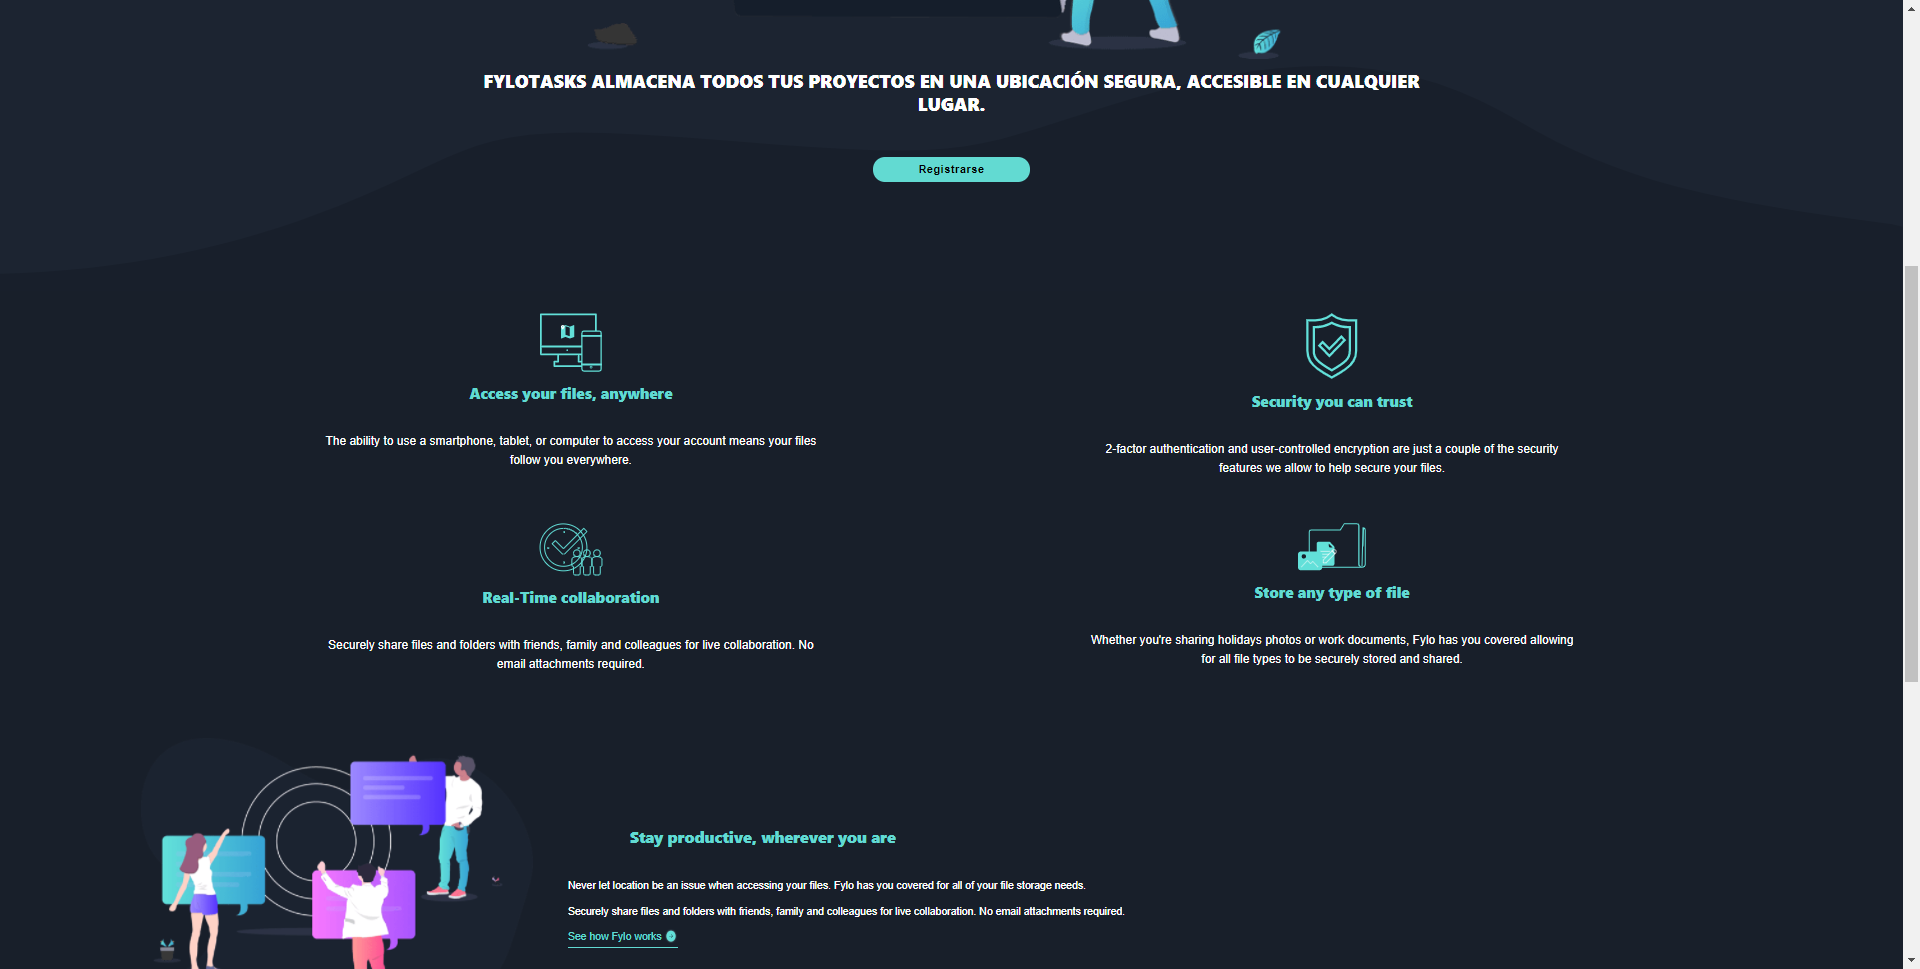 FYLOTASKS ALMACENA TODOS TUS PROYECTOS EN UNA UBICACIÓN SEGURA, ACCESIBLE EN CUALQUIER
LUGAR.
Registrarse
Access your files, anywhere
The ability to use a smartphone, tablet, or computer to access your account means your files
follow you everywhere.
Security you can trust
2-factor authentication and user-controlled encryption are just a couple of the security
features we allow to help secure your files.
Real-Time collaboration
Securely share files and folders with friends, family and colleagues for live collaboration. No
email attachments required.
Store any type of file
Whether you're sharing holidays photos or work documents, Fylo has you covered allowing
for all file types to be securely stored and shared.
Stay productive, wherever you are
Never let location be an issue when accessing your files. Fylo has you covered for all of your file storage needs.
Securely share files and folders with friends, family and colleagues for live collaboration. No email attachments required.
See how Fylo works